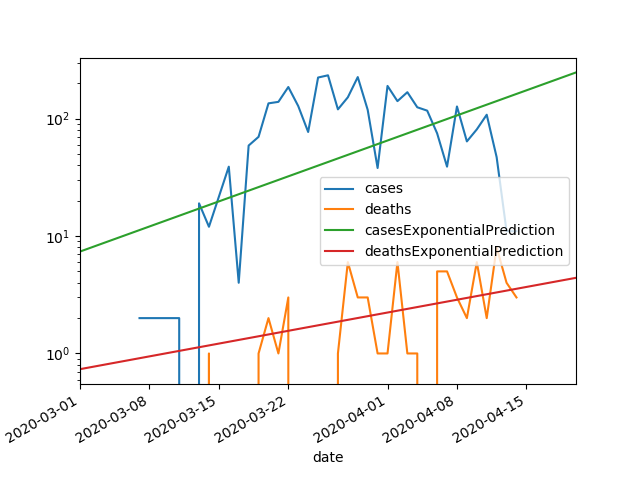 10²
10¹
10⁰
cases
deaths
casesExponentialPrediction
deathsExponentialPrediction
2020-03-01
2020-03-08
2020-03-15
2020-03-22
2020-04-01
2020-04-08
2020-04-15
date